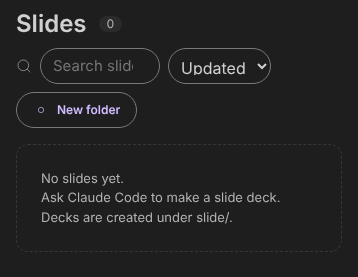 Slides 0
Search slid
Updated
New folder
No slides yet.
Ask Claude Code to make a slide deck.
Decks are created under slide/.